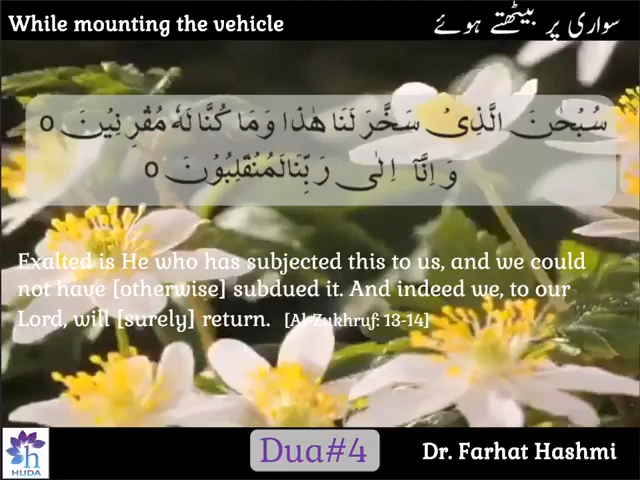 While mounting the vehicle
سواری پر بیٹھتے ہوئے
سُبْحٰنَ الَّذِیْ سَخَّرَ لَنَا هٰذَا وَمَا كُنَّا لَهٗ مُقْرِنِیْنَ o
وَ اِنَّاۤ اِلٰی رَبِّنَا لَمُنْقَلِبُوْنَ o
Exalted is He who has subjected this to us, and we could
not have [otherwise] subdued it. And indeed we, to our
Lord, will [surely] return. [Al-Zukhruf: 13-14]
h
HUDA
Dua#4
Dr. Farhat Hashmi